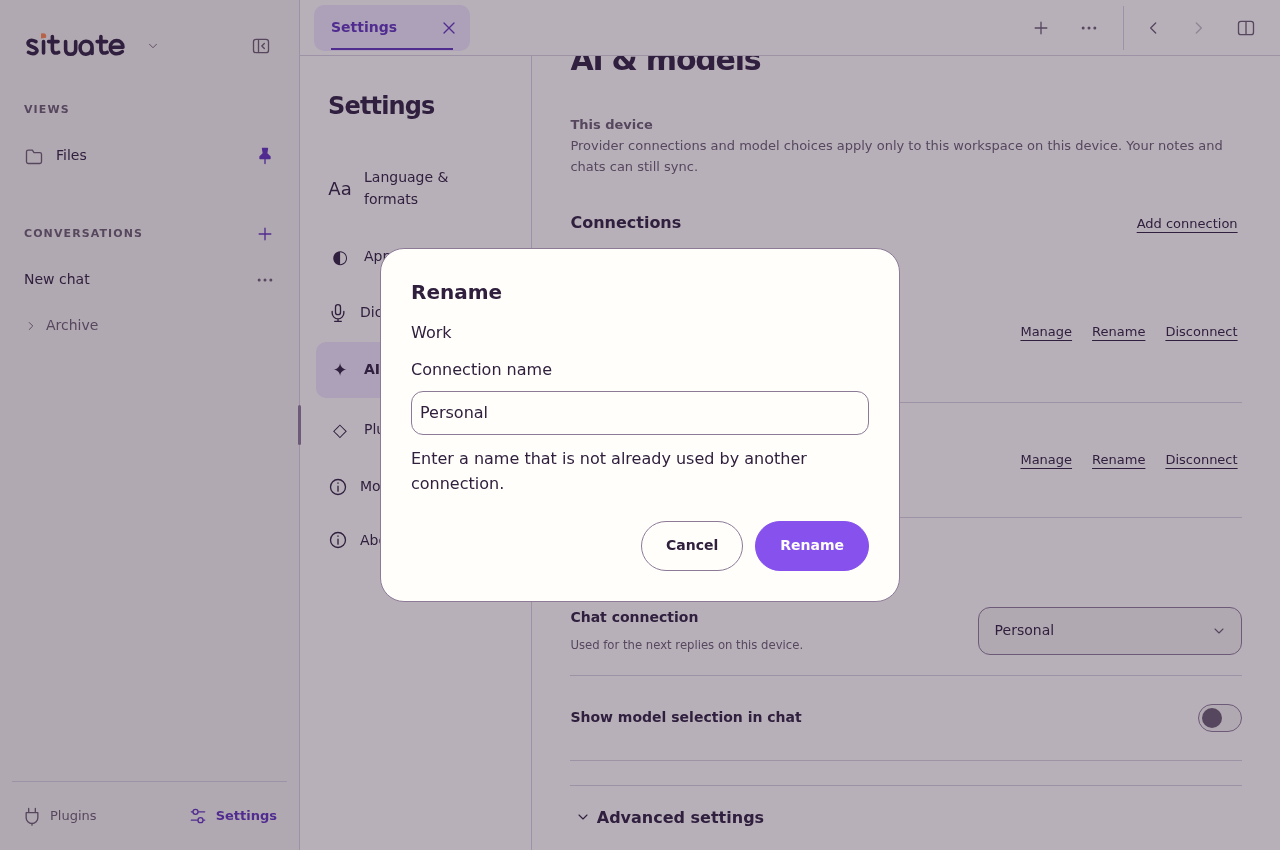 situate
VIEWS
Files
CONVERSATIONS
New chat
Archive
Plugins
Settings
Settings
Settings
Aa
Language &
formats
AI
AI & models
This device
Provider connections and model choices apply only to this workspace on this device. Your notes and
chats can still sync.
Connections
Add connection
Manage Rename Disconnect
Manage Rename Disconnect
Rename
Work
Connection name
Personal
Enter a name that is not already used by another
connection.
Cancel
Rename
Chat connection
Used for the next replies on this device.
Personal
Show model selection in chat
Advanced settings